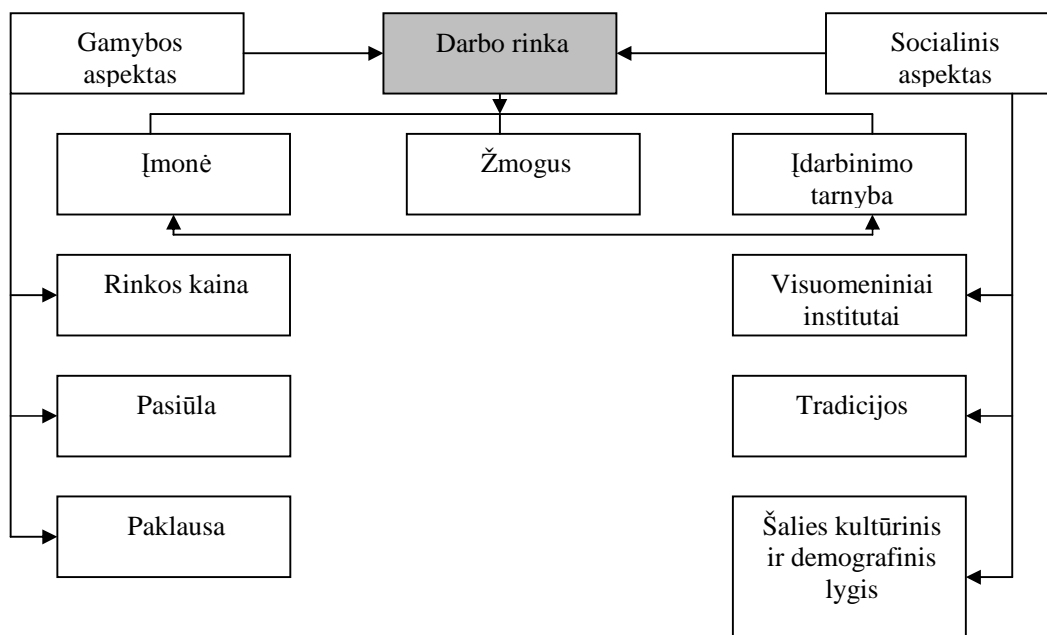 Gamybos
aspektas
Darbo rinka
Socialinis
aspektas
Įmonė
Žmogus
Įdarbinimo
tarnyba
Rinkos kaina
Visuomeniniai
institutai
Pasiūla
Tradicijos
Paklausa
Šalies kultūrinis
ir demografinis
lygis